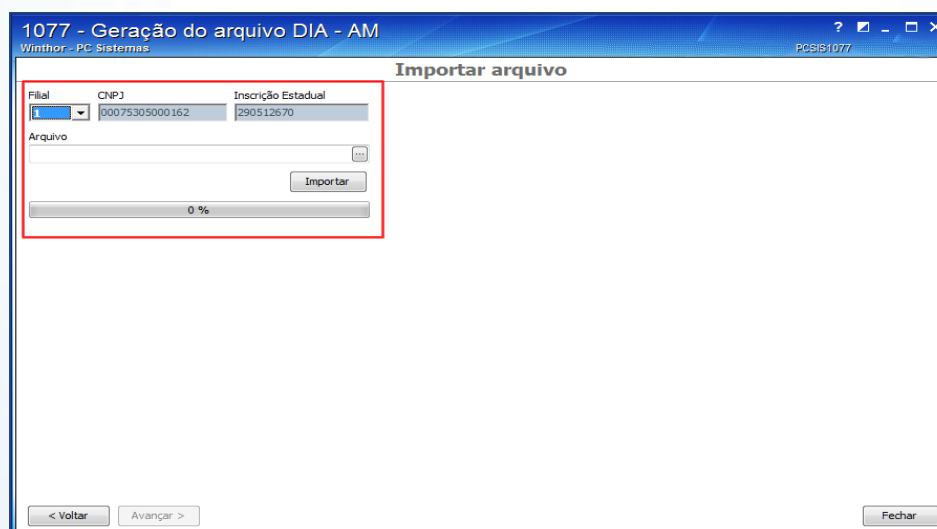 1077 - Geração do arquivo DIA - AM
Winthor - PC Sistemas
PCSIS1077
Importar arquivo
Filial CNPJ Inscrição Estadual
1 00075305000162 290512670
Arquivo
...
Importar
0 %
< Voltar Avançar > Fechar